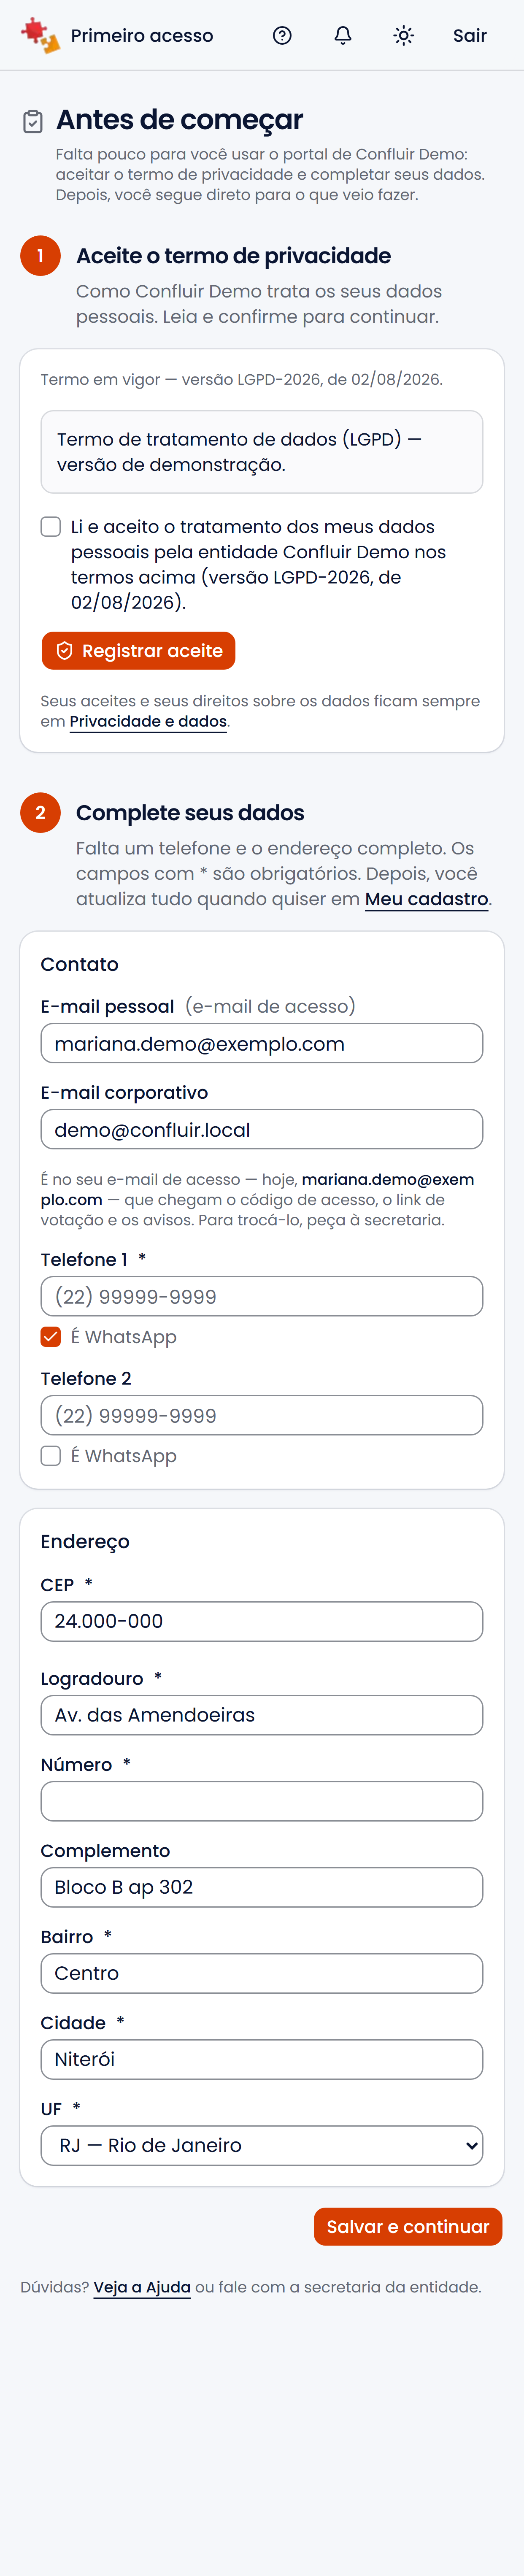 Primeiro acesso
Sair
Antes de começar
Falta pouco para você usar o portal de Confluir Demo:
aceitar o termo de privacidade e completar seus dados.
Depois, você segue direto para o que veio fazer.
1
Aceite o termo de privacidade
Como Confluir Demo trata os seus dados
pessoais. Leia e confirme para continuar.
Termo em vigor — versão LGPD-2026, de 02/08/2026.
Termo de tratamento de dados (LGPD) —
versão de demonstração.
Li e aceito o tratamento dos meus dados
pessoais pela entidade Confluir Demo nos
termos acima (versão LGPD-2026, de
02/08/2026).
Registrar aceite
Seus aceites e seus direitos sobre os dados ficam sempre
em Privacidade e dados.
2
Complete seus dados
Falta um telefone e o endereço completo. Os
campos com * são obrigatórios. Depois, você
atualiza tudo quando quiser em Meu cadastro.
Contato
E-mail pessoal (e-mail de acesso)
mariana.demo@exemplo.com
E-mail corporativo
demo@confluir.local
É no seu e-mail de acesso — hoje, mariana.demo@exem
plo.com — que chegam o código de acesso, o link de
votação e os avisos. Para trocá-lo, peça à secretaria.
Telefone 1 *
(22) 99999-9999
É WhatsApp
Telefone 2
(22) 99999-9999
É WhatsApp
Endereço
CEP *
24.000-000
Logradouro *
Av. das Amendoeiras
Número *
Complemento
Bloco B ap 302
Bairro *
Centro
Cidade *
Niterói
UF *
RJ — Rio de Janeiro
Salvar e continuar
Dúvidas? Veja a Ajuda ou fale com a secretaria da entidade.